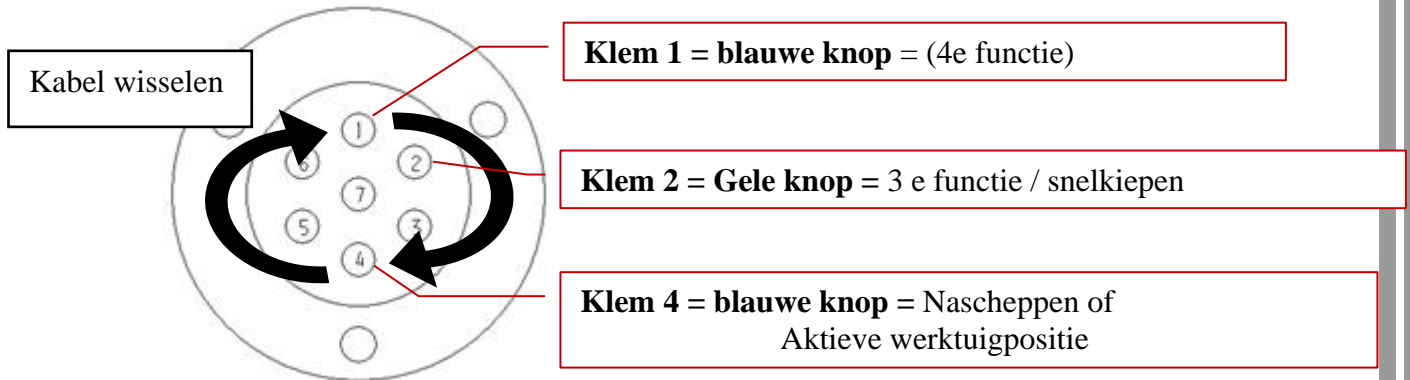 Kabel wisselen
Klem 1 = blauwe knop = (4e functie)
Klem 2 = Gele knop = 3 e functie / snelkiepen
Klem 4 = blauwe knop = Nascheppen of
Aktieve werktuigpositie
1
2
3
4
5
6
7